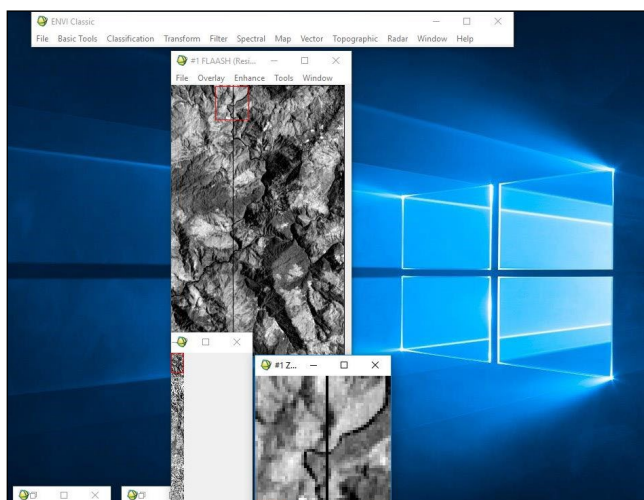 ENVI Classic
File Basic Tools Classification Transform Filter Spectral Map Vector Topographic Radar Window Help
#1 FLAASH (Resi...
File Overlay Enhance Tools Window
#1 Z...